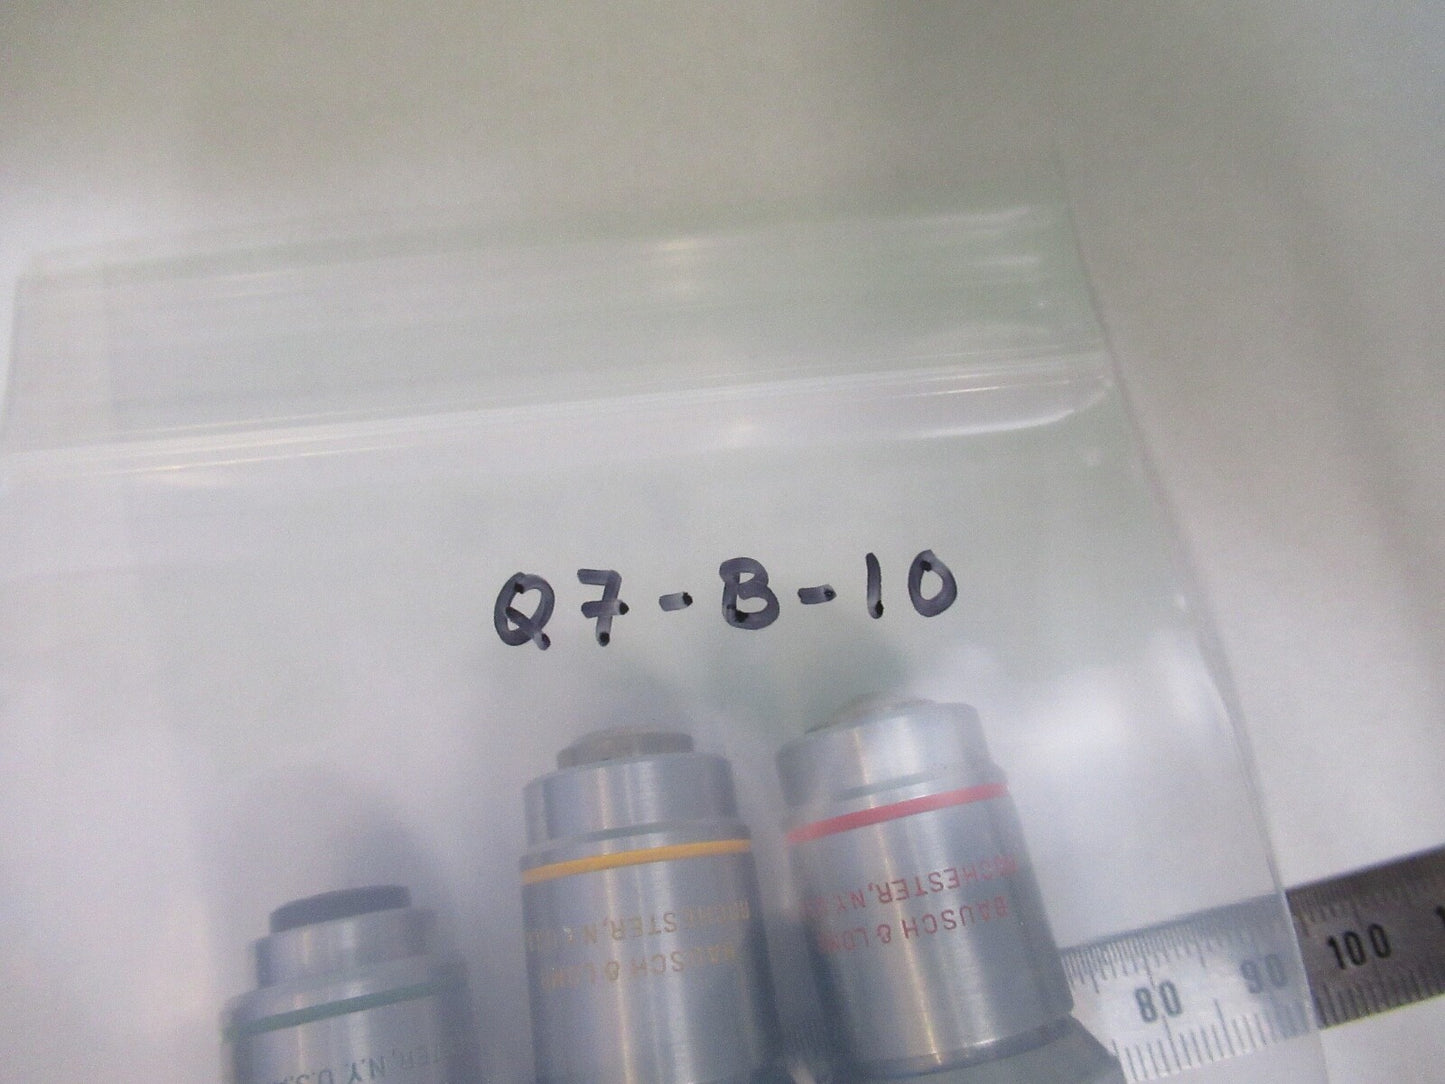 Q7-B-10
ROCHESTER, N.Y.
BAUSCH & LOMB
ROCHESTER, N.Y.
BAUSCH & LOMB
N.Y. U.S.
80 90 100